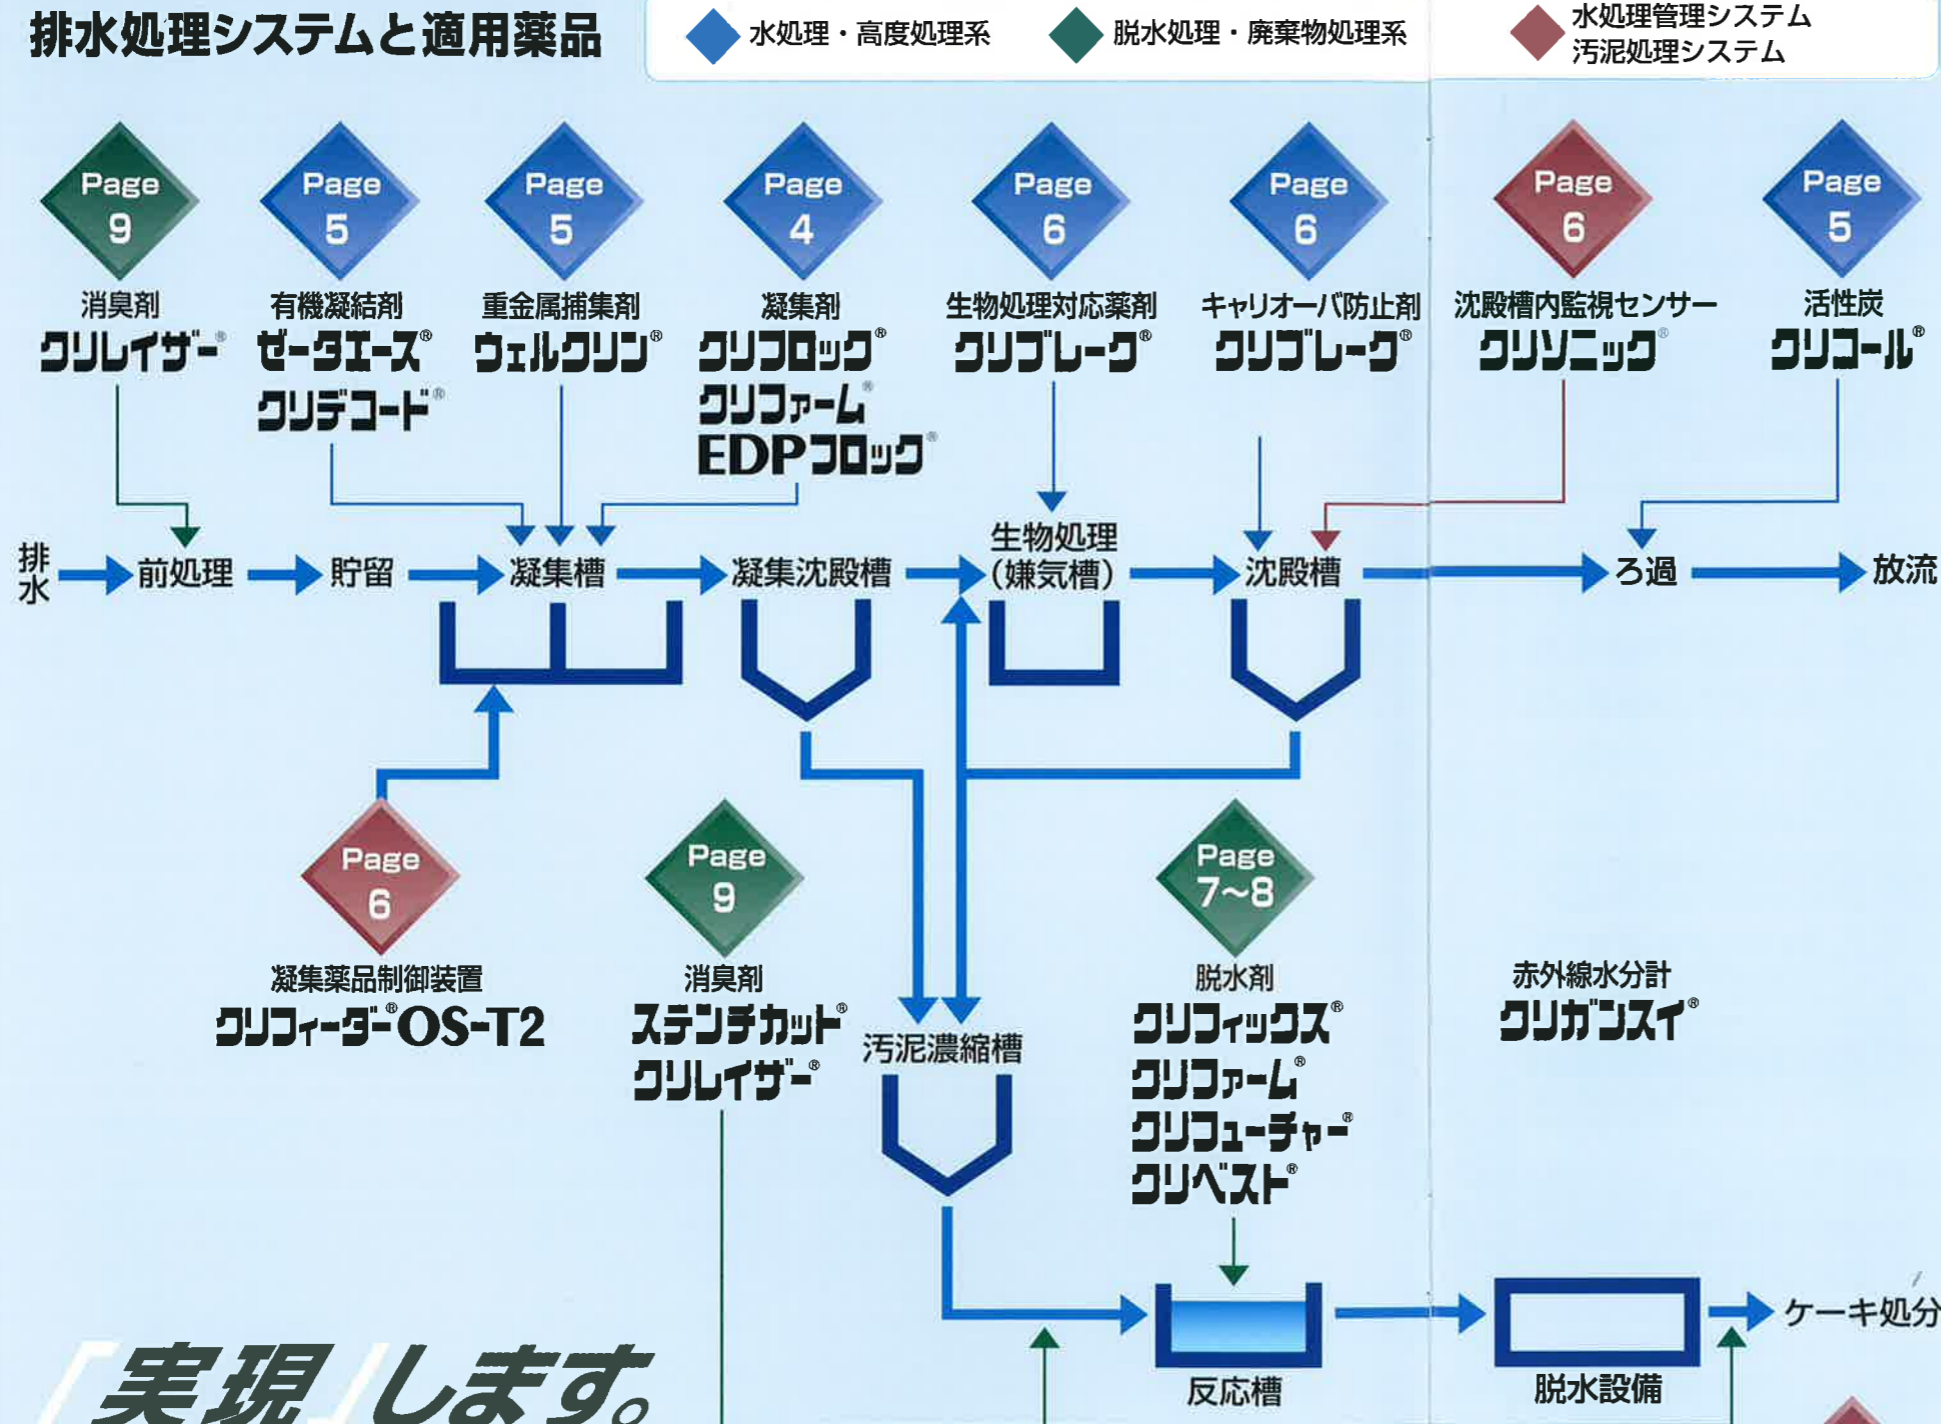 排水処理システムと適用薬品
水処理・高度処理系
脱水処理・廃棄物処理系
水処理管理システム
汚泥処理システム
Page
9
Page
5
Page
5
Page
4
Page
6
Page
6
Page
6
Page
5
消臭剤
クリレイザー®
有機凝結剤
ゼータエース®
クリデコード®
重金属捕集剤
ウェルクリン®
凝集剤
クリフロック®
クリファーム®
EDPフロック®
生物処理対応薬剤
クリブレーク®
キャリオーバ防止剤
クリブレーク®
沈殿槽内監視センサー
クリソニック®
活性炭
クリコール®
排水
前処理
貯留
凝集槽
凝集沈殿槽
生物処理
(嫌気槽)
沈殿槽
ろ過
放流
Page
6
凝集薬品制御装置
クリフィーダー®OS-T2
Page
9
消臭剤
ステンチカット®
クリレイザー®
汚泥濃縮槽
Page
7〜8
脱水剤
クリフィックス®
クリファーム®
クリフューチャー®
クリベスト®
赤外線水分計
クリガンスイ®
反応槽
脱水設備
ケーキ処分
「実現」します。